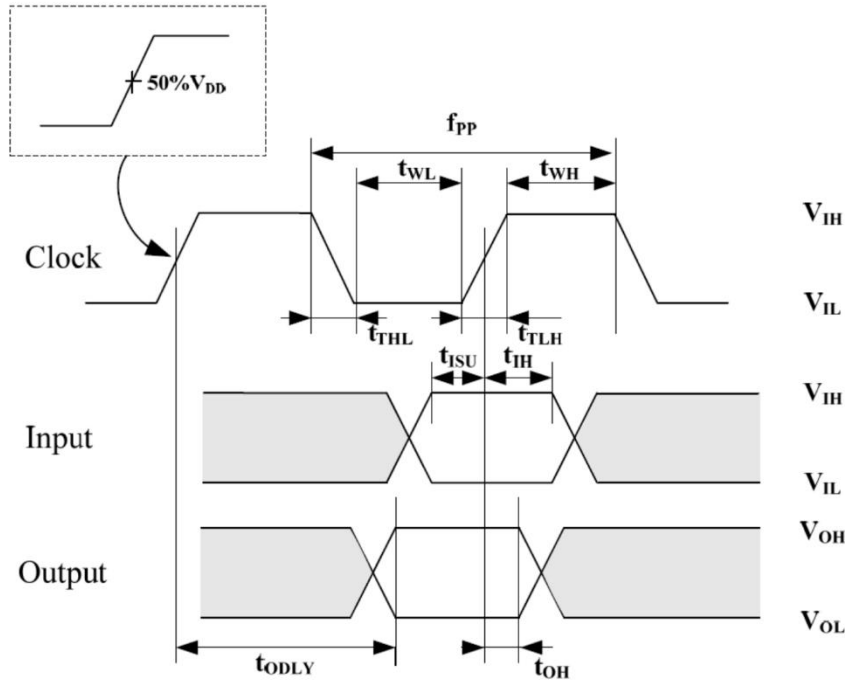 50%VDD
fPP
tWL tWH
VIH
Clock
VIL
tTHL tTLH
tISU tIH
VIH
Input
VIL
VOH
Output
VOL
tODLY tOH